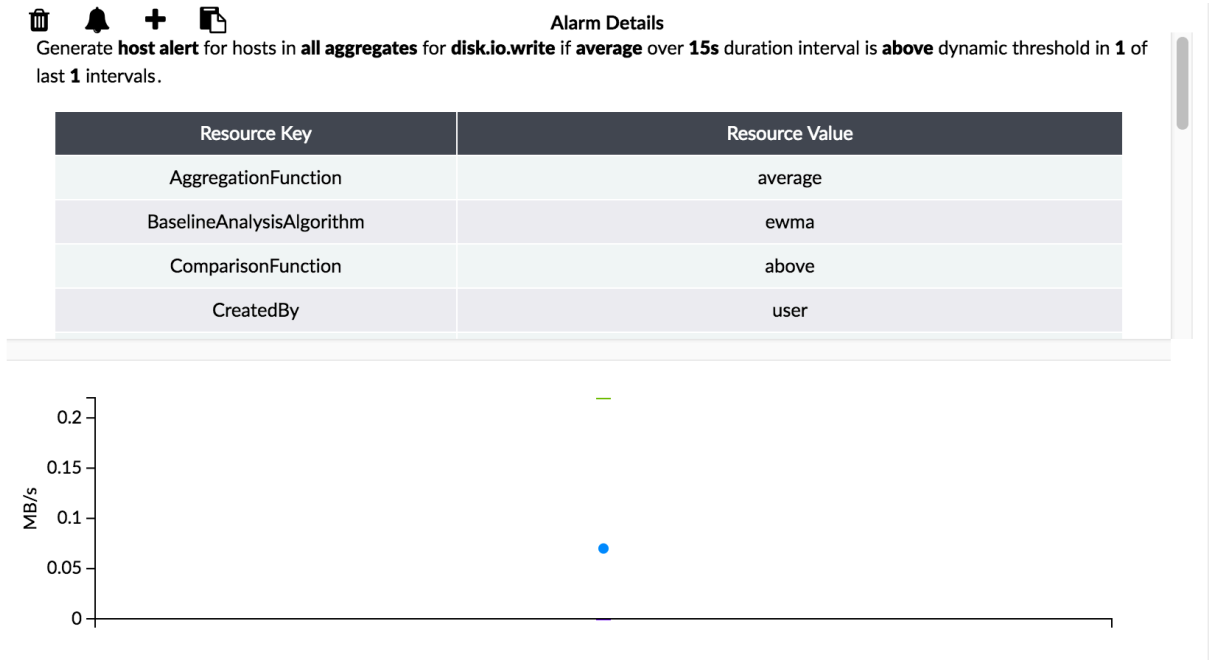 Alarm Details
Generate host alert for hosts in all aggregates for disk.io.write if average over 15s duration interval is above dynamic threshold in 1 of
last 1 intervals.
Resource Key Resource Value
AggregationFunction average
BaselineAnalysisAlgorithm ewma
ComparisonFunction above
CreatedBy user
0.2
0.15
0.1
0.05
0
MB/s